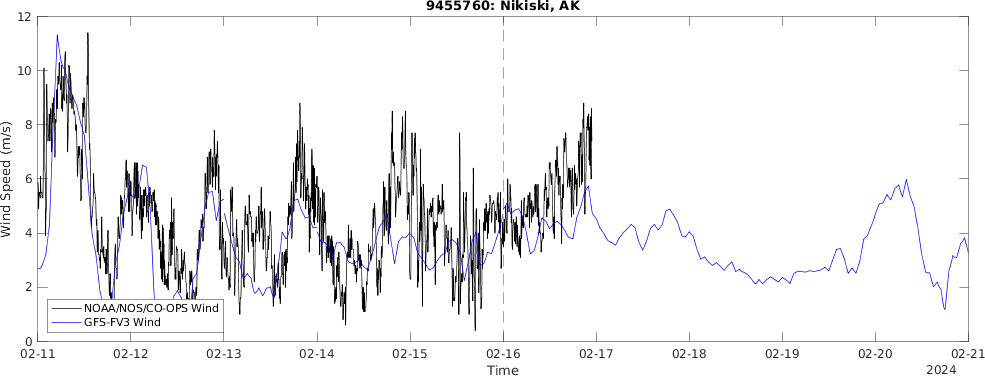 9455760: Nikiski, AK
12
10
8
6
4
2
0
Wind Speed (m/s)
NOAA/NOS/CO-OPS Wind
GFS-FV3 Wind
02-11 02-12 02-13 02-14 02-15 02-16 02-17 02-18 02-19 02-20 02-21
Time
2024